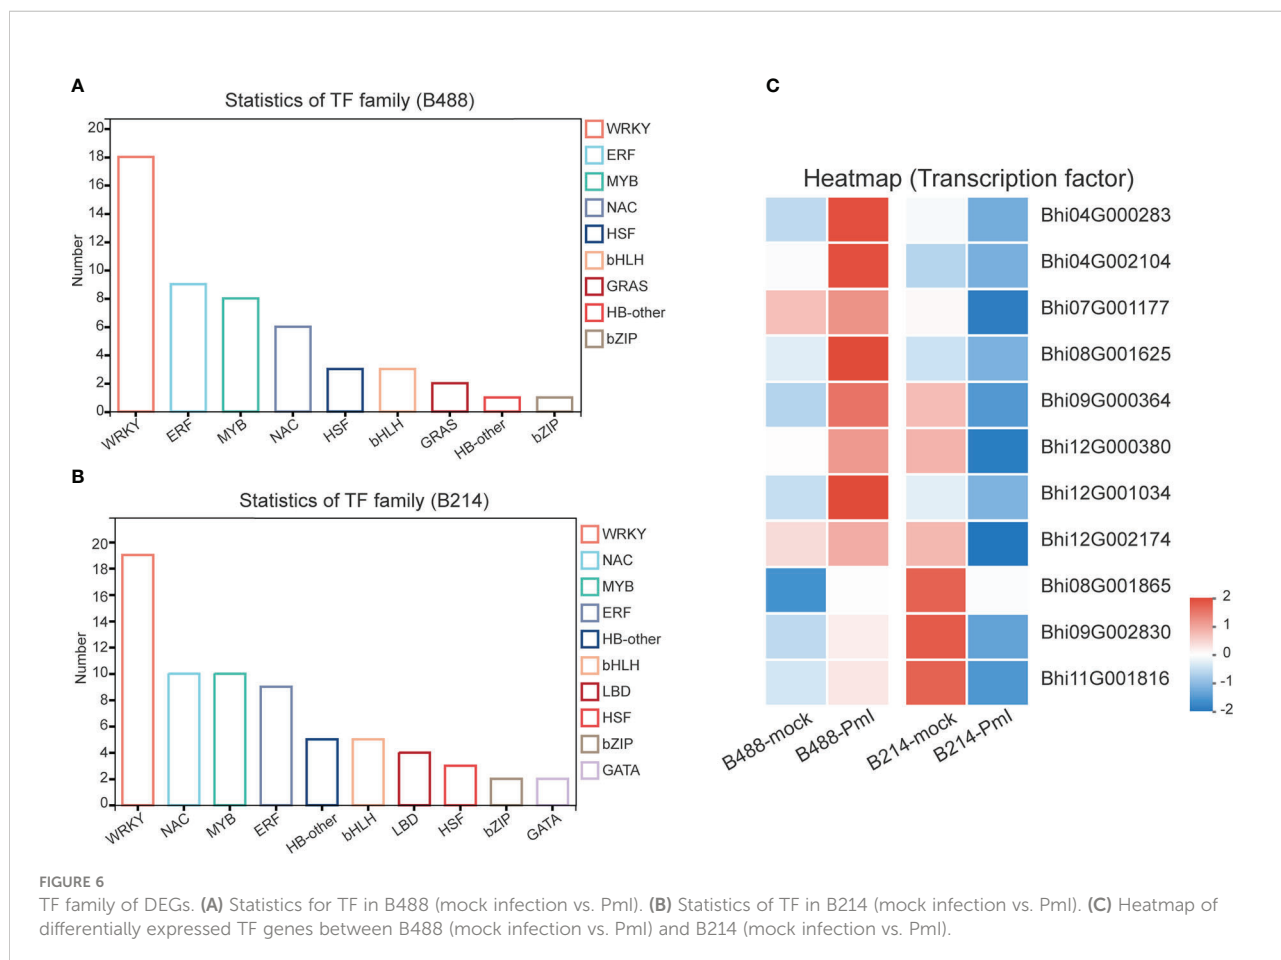 A
Statistics of TF family (B488)
Number
20
18
16
14
12
10
8
6
4
2
0
WRKY
ERF
MYB
NAC
HSF
bHLH
GRAS
HB-other
bZIP
WRKY
ERF
MYB
NAC
HSF
bHLH
GRAS
HB-other
bZIP
B
Statistics of TF family (B214)
Number
20
18
16
14
12
10
8
6
4
2
0
WRKY
NAC
MYB
ERF
HB-other
bHLH
LBD
HSF
bZIP
GATA
WRKY
NAC
MYB
ERF
HB-other
bHLH
LBD
HSF
bZIP
GATA
C
Heatmap (Transcription factor)
Bhi04G000283
Bhi04G002104
Bhi07G001177
Bhi08G001625
Bhi09G000364
Bhi12G000380
Bhi12G001034
Bhi12G002174
Bhi08G001865
Bhi09G002830
Bhi11G001816
B488-mock
B488-PmI
B214-mock
B214-PmI
2
1
0
-1
-2
FIGURE 6
TF family of DEGs. (A) Statistics for TF in B488 (mock infection vs. PmI). (B) Statistics of TF in B214 (mock infection vs. PmI). (C) Heatmap of
differentially expressed TF genes between B488 (mock infection vs. PmI) and B214 (mock infection vs. PmI).